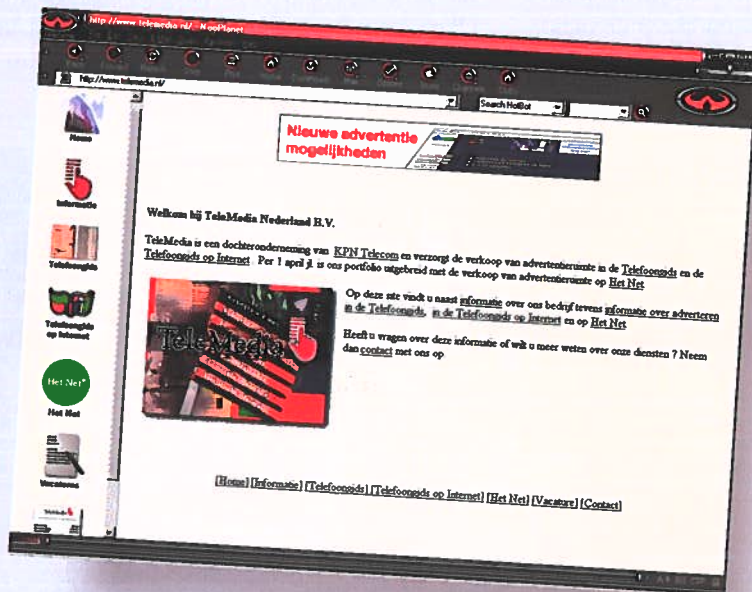 http://www.telemedia.nl/ - NeoPlanet
http://www.telemedia.nl/
Search HotBot
Home
Informatie
Telefoongids
Telefoongids
op Internet
Het Net
Het Net
Vacatures
Nieuwe advertentie
mogelijkheden
Welkom bij TeleMedia Nederland B.V.
TeleMedia is een dochteronderneming van KPN Telecom en verzorgt de verkoop van advertentieruimte in de Telefoongids en de
Telefoongids op Internet. Per 1 april jl. is ons portfolio uitgebreid met de verkoop van advertentieruimte op Het Net.
TeleMedia
Op deze site vindt u naast informatie over ons bedrijf tevens informatie over adverteren
in de Telefoongids, in de Telefoongids op Internet en op Het Net.
Heeft u vragen over deze informatie of wilt u meer weten over onze diensten ? Neem
dan contact met ons op
[Home] [Informatie] [Telefoongids] [Telefoongids op Internet] [Het Net] [Vacature] [Contact]